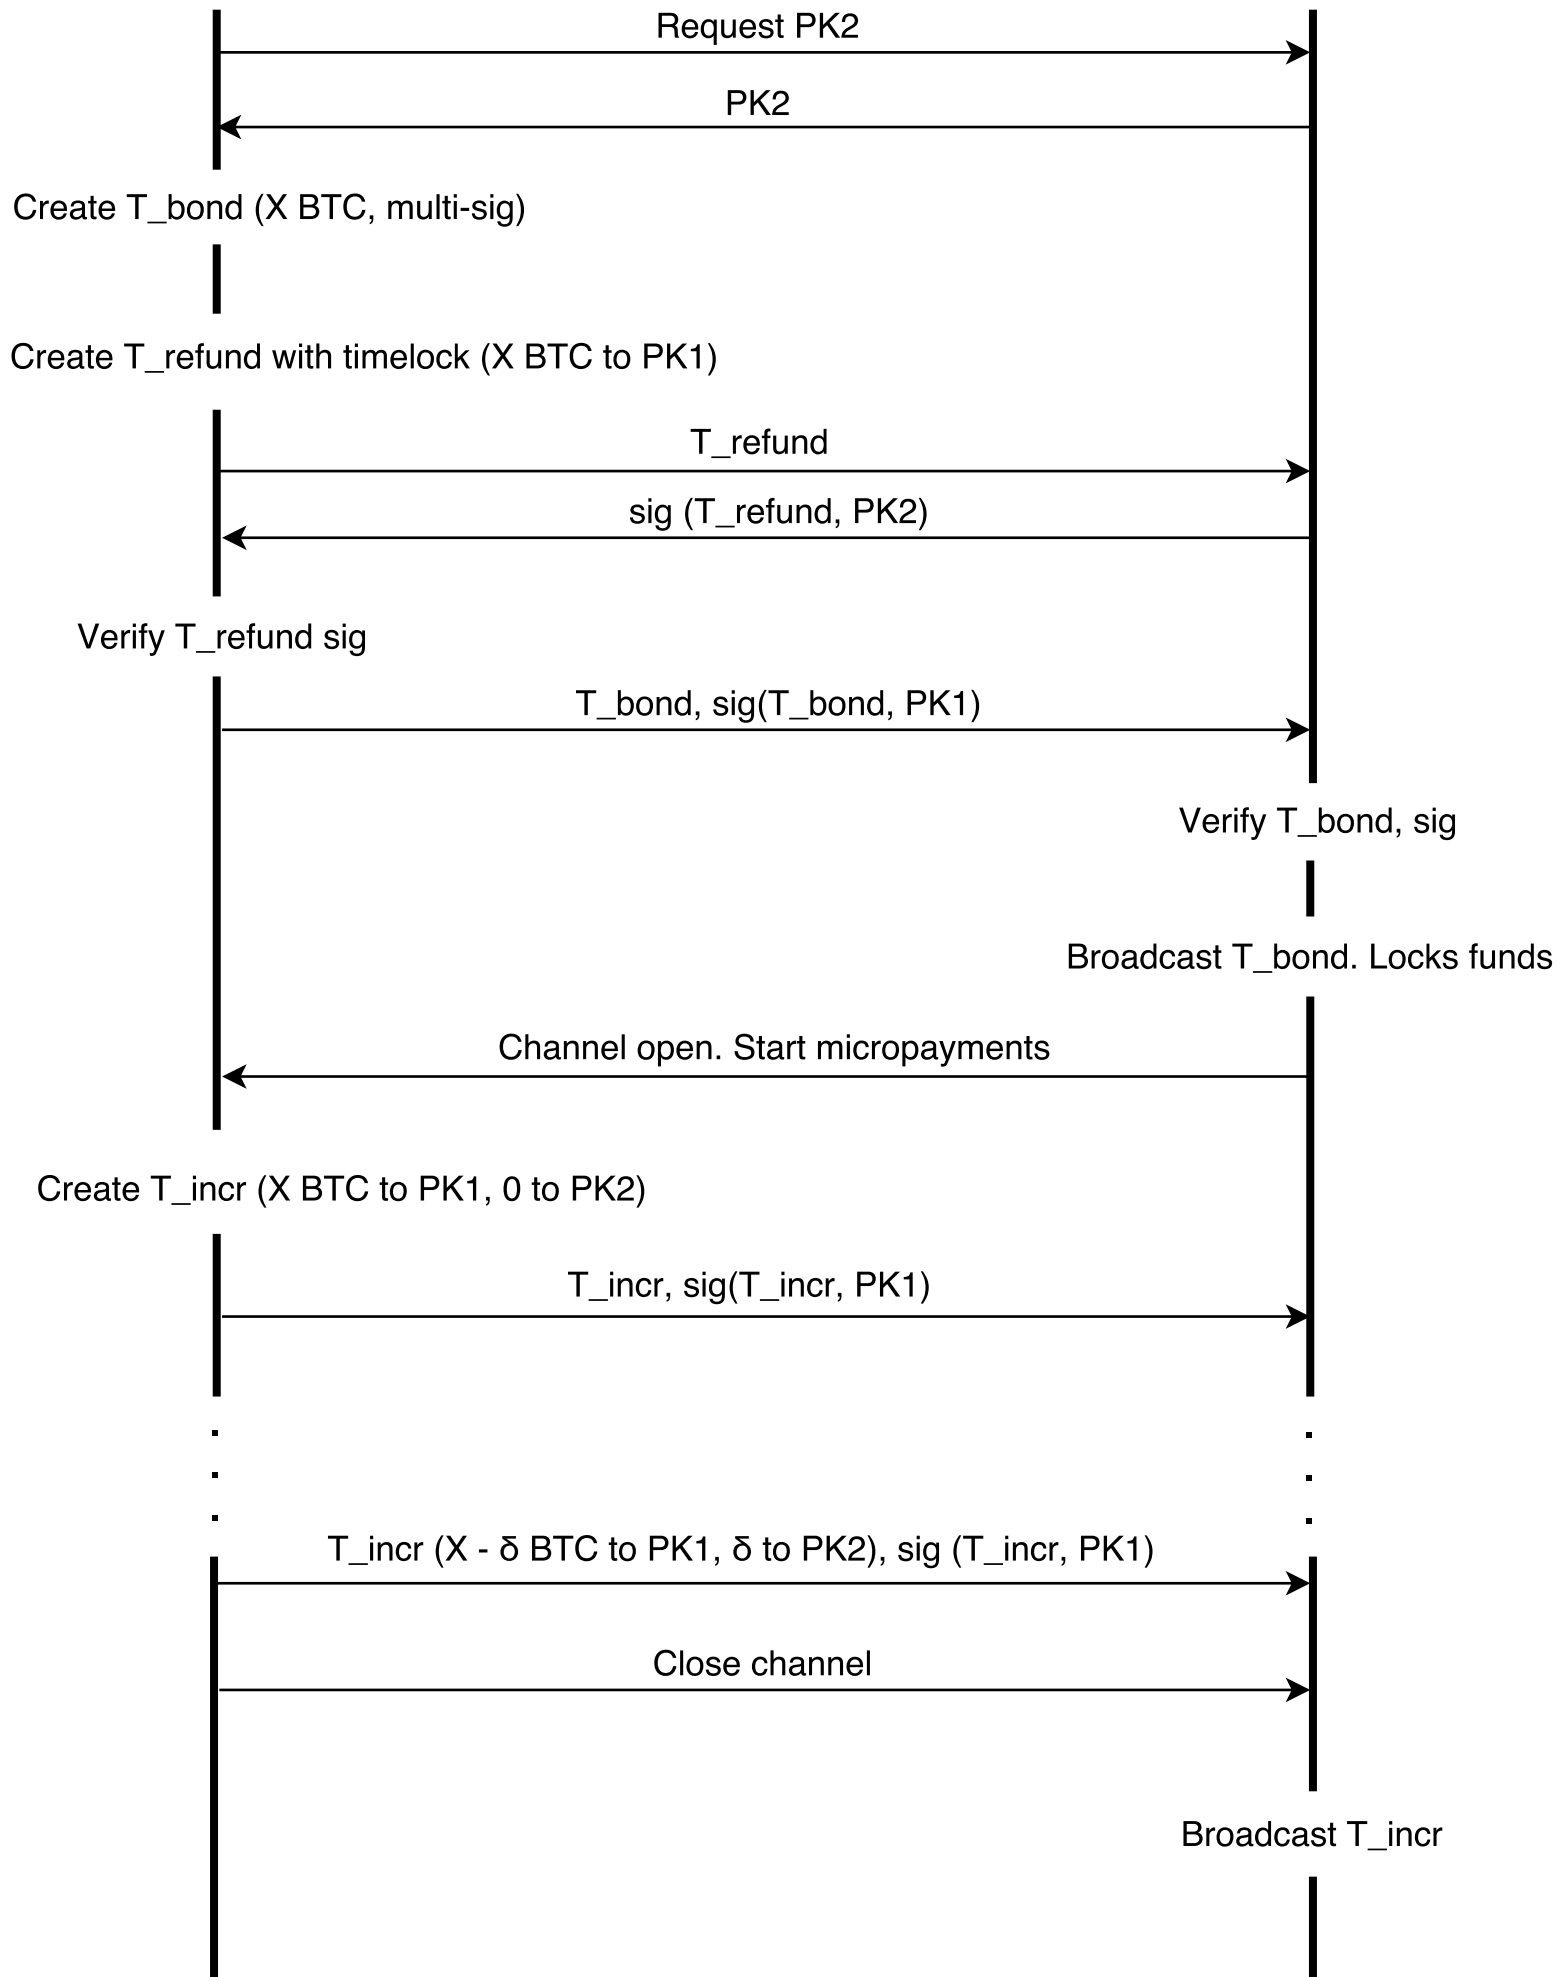 Request PK2
PK2
Create T_bond (X BTC, multi-sig)
Create T_refund with timelock (X BTC to PK1)
T_refund
sig (T_refund, PK2)
Verify T_refund sig
T_bond, sig(T_bond, PK1)
Verify T_bond, sig
Broadcast T_bond. Locks funds
Channel open. Start micropayments
Create T_incr (X BTC to PK1, 0 to PK2)
T_incr, sig(T_incr, PK1)
T_incr (X - δ BTC to PK1, δ to PK2), sig (T_incr, PK1)
Close channel
Broadcast T_incr